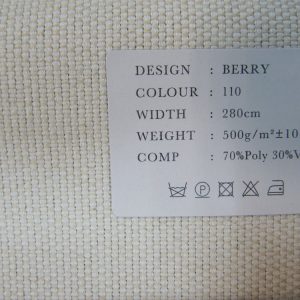 DESIGN : BERRY
COLOUR : 110
WIDTH : 280cm
WEIGHT : 500g/m²±10
COMP : 70%Poly 30%V
P